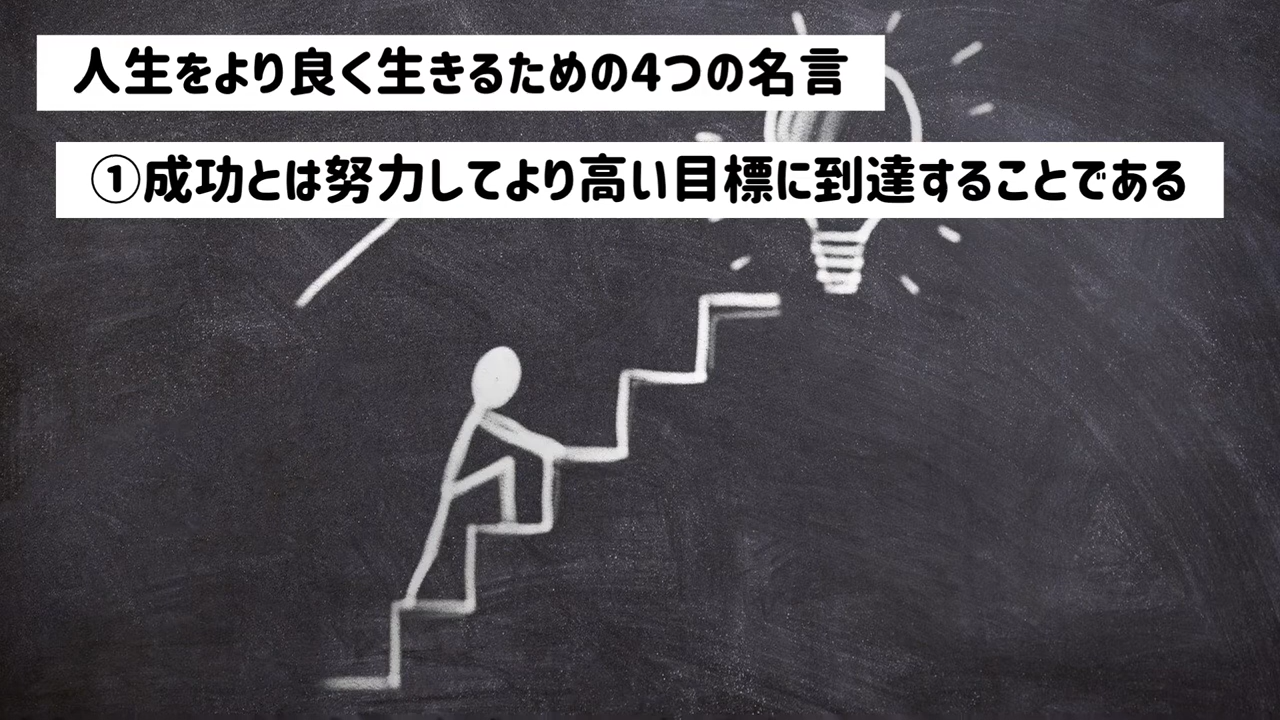 人生をより良く生きるための4つの名言
①成功とは努力してより高い目標に到達することである